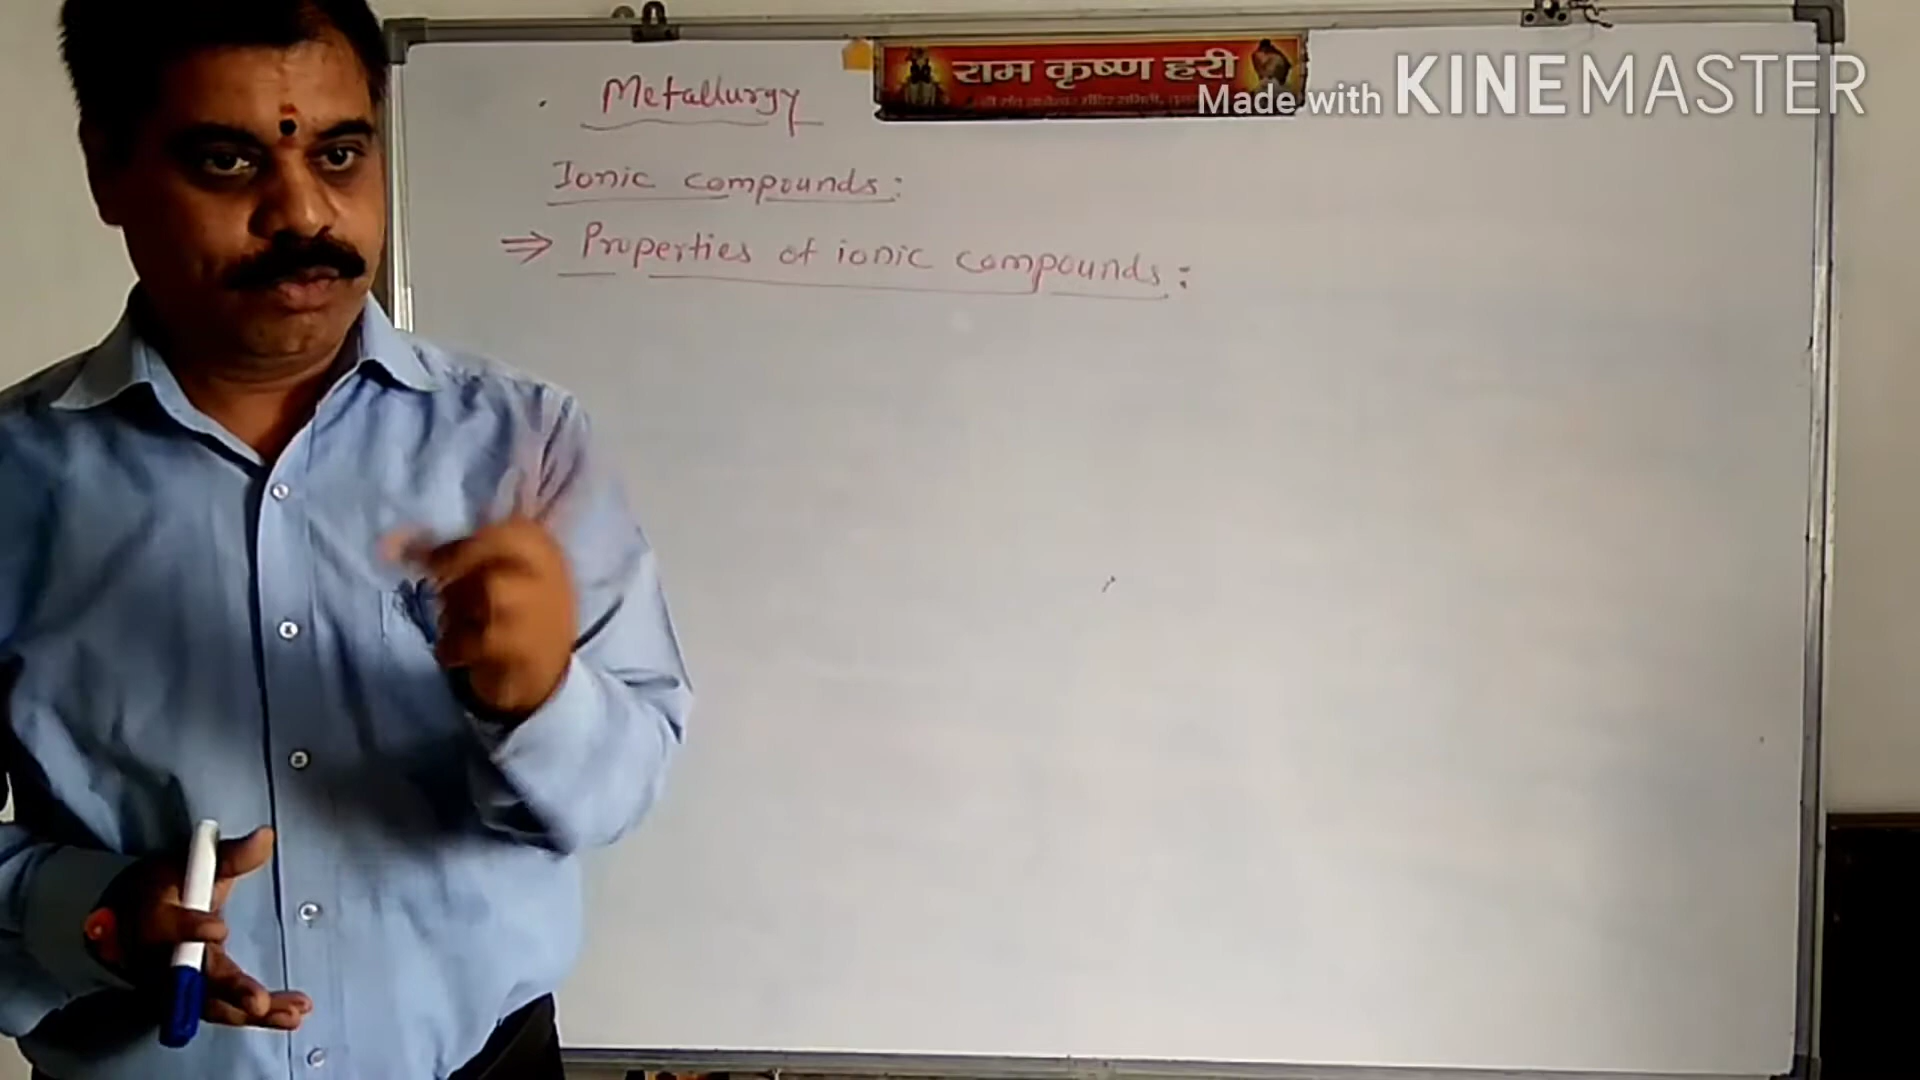 Metallurgy
राम कृष्ण हरी
Made with KINEMASTER
Ionic compounds:
⇒ Properties of ionic compounds: